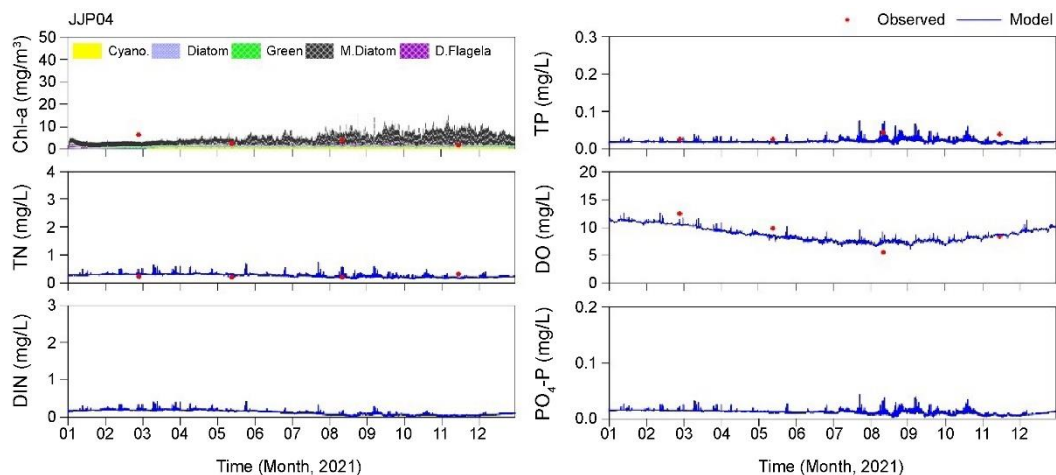 JJP04
Observed Model
Chl-a (mg/m³)
50
40
30
20
10
0
Cyano. Diatom Green M.Diatom D.Flagela
TP (mg/L)
0.3
0.2
0.1
0.0
TN (mg/L)
4
3
2
1
0
DO (mg/L)
20
15
10
5
0
DIN (mg/L)
3
2
1
0
01 02 03 04 05 06 07 08 09 10 11 12
Time (Month, 2021)
PO₄-P (mg/L)
0.2
0.1
0.0
01 02 03 04 05 06 07 08 09 10 11 12
Time (Month, 2021)